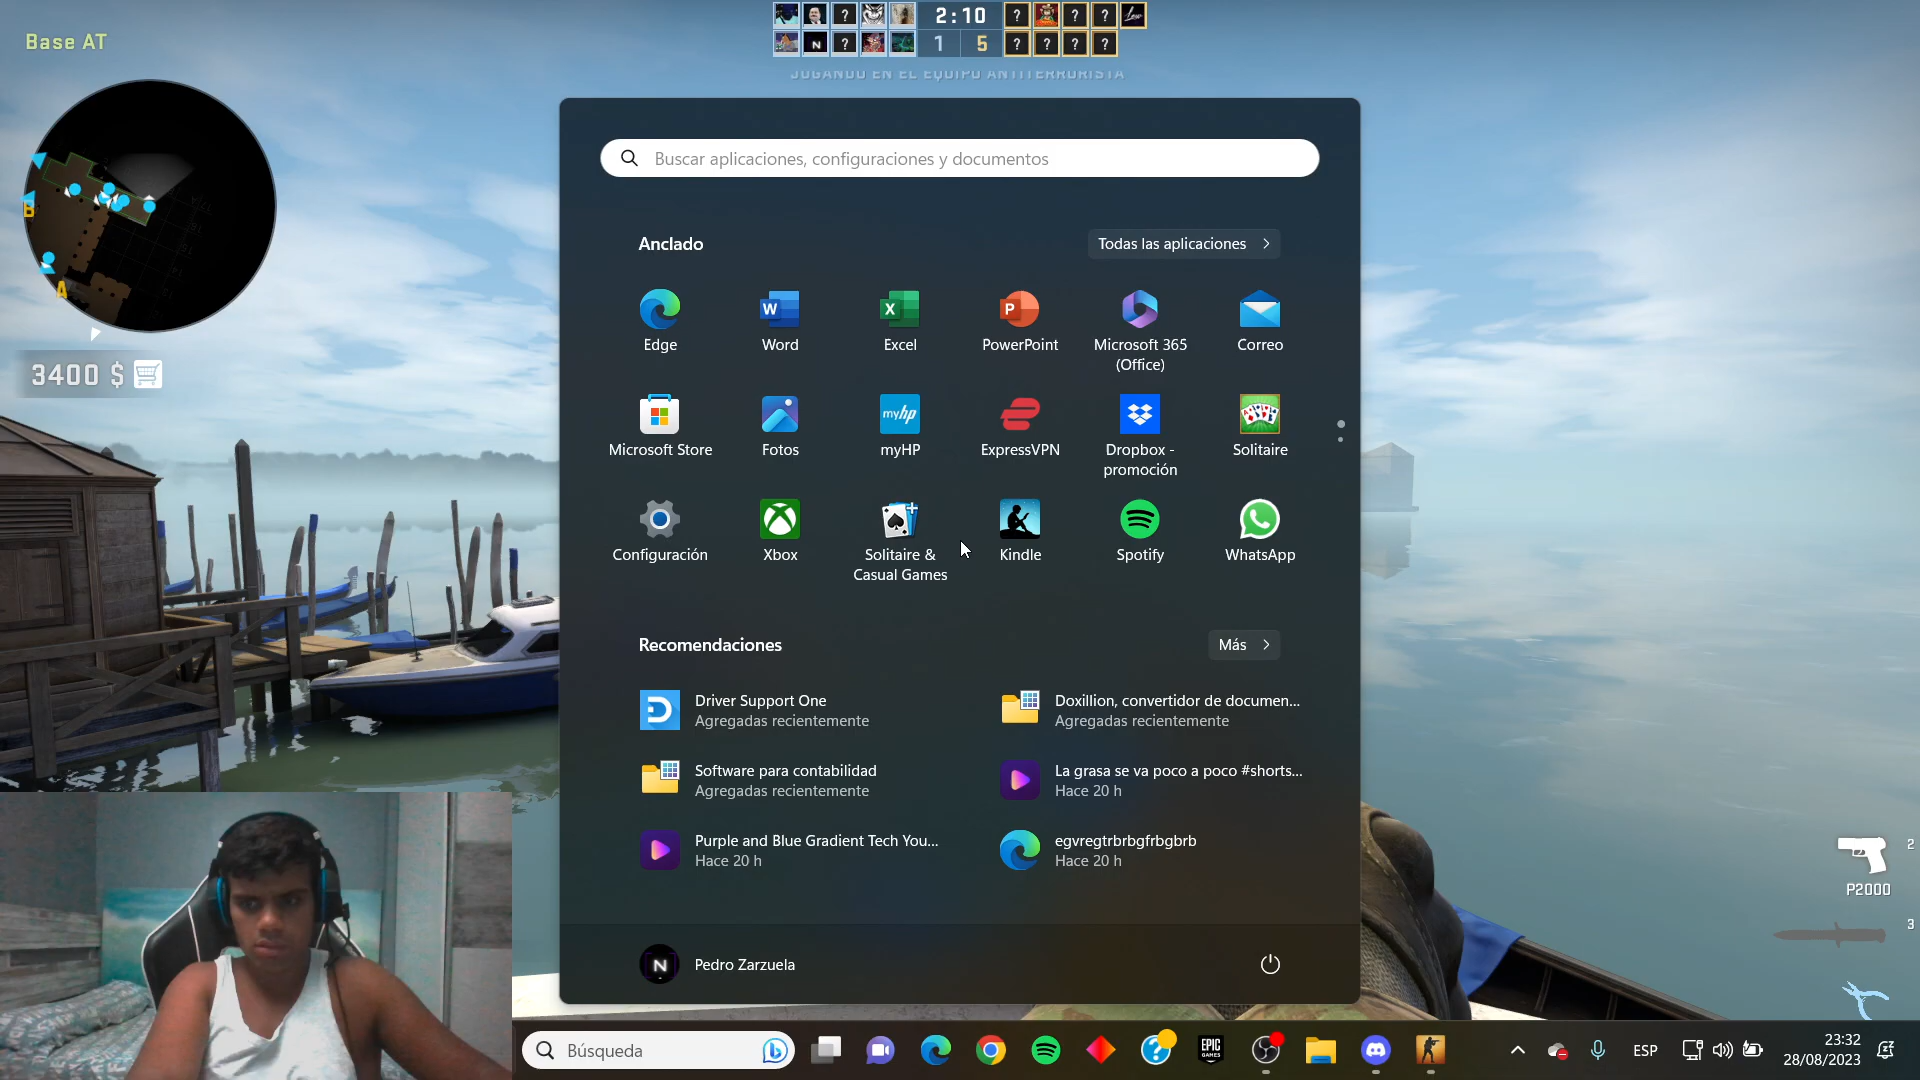 Base AT
2:10
1 5
JUGANDO EN EL EQUIPO ANTITERRORISTA
B
A
3400 $
Buscar aplicaciones, configuraciones y documentos
Anclado
Todas las aplicaciones
Edge
Word
Excel
PowerPoint
Microsoft 365
(Office)
Correo
Microsoft Store
Fotos
myHP
ExpressVPN
Dropbox -
promoción
Solitaire
Configuración
Xbox
Solitaire &
Casual Games
Kindle
Spotify
WhatsApp
Recomendaciones
Más
Driver Support One
Agregadas recientemente
Doxillion, convertidor de documen...
Agregadas recientemente
Software para contabilidad
Agregadas recientemente
La grasa se va poco a poco #shorts...
Hace 20 h
Purple and Blue Gradient Tech You...
Hace 20 h
egvregtrbrbgfrbgbrb
Hace 20 h
N
Pedro Zarzuela
2
P2000
3
Búsqueda
EPIC
GAMES
ESP
23:32
28/08/2023